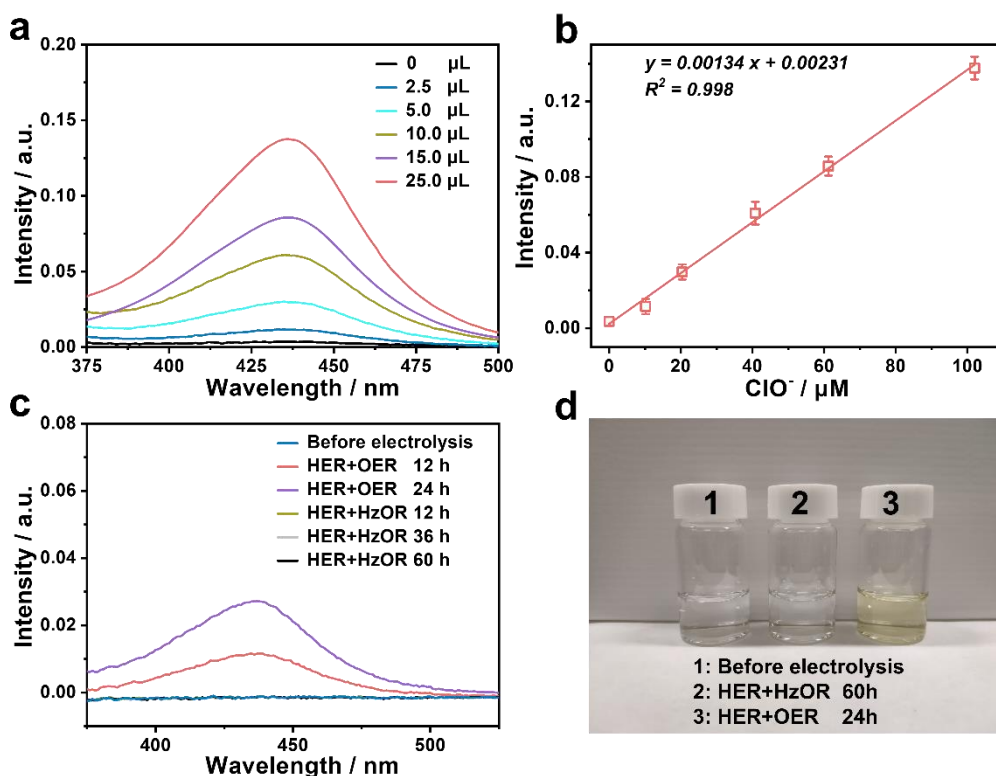 a
0.20
0.15
0.10
0.05
0.00
Intensity / a.u.
375 400 425 450 475 500
Wavelength / nm
0 μL
2.5 μL
5.0 μL
10.0 μL
15.0 μL
25.0 μL
b
y = 0.00134 x + 0.00231
R² = 0.998
0.12
0.08
0.04
0.00
Intensity / a.u.
0 20 40 60 80 100
ClO⁻ / μM
c
0.08
0.06
0.04
0.02
0.00
Intensity / a.u.
400 450 500
Wavelength / nm
Before electrolysis
HER+OER 12 h
HER+OER 24 h
HER+HzOR 12 h
HER+HzOR 36 h
HER+HzOR 60 h
d
1 2 3
1: Before electrolysis
2: HER+HzOR 60h
3: HER+OER 24h